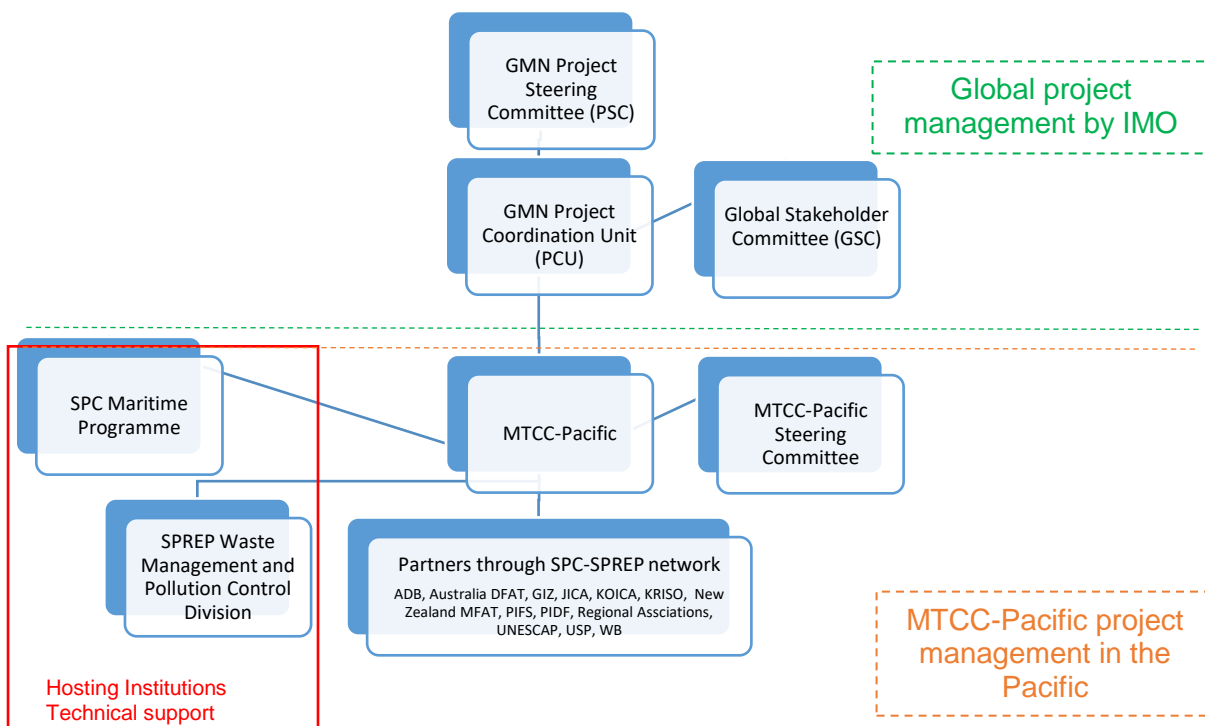 GMN Project
Steering
Committee (PSC)
Global project
management by IMO
GMN Project
Coordination Unit
(PCU)
Global Stakeholder
Committee (GSC)
SPC Maritime
Programme
MTCC-Pacific
MTCC-Pacific
Steering
Committee
SPREP Waste
Management and
Pollution Control
Division
Partners through SPC-SPREP network
ADB, Australia DFAT, GIZ, JICA, KOICA, KRISO, New
Zealand MFAT, PIFS, PIDF, Regional Assciations,
UNESCAP, USP, WB
MTCC-Pacific project
management in the
Pacific
Hosting Institutions
Technical support